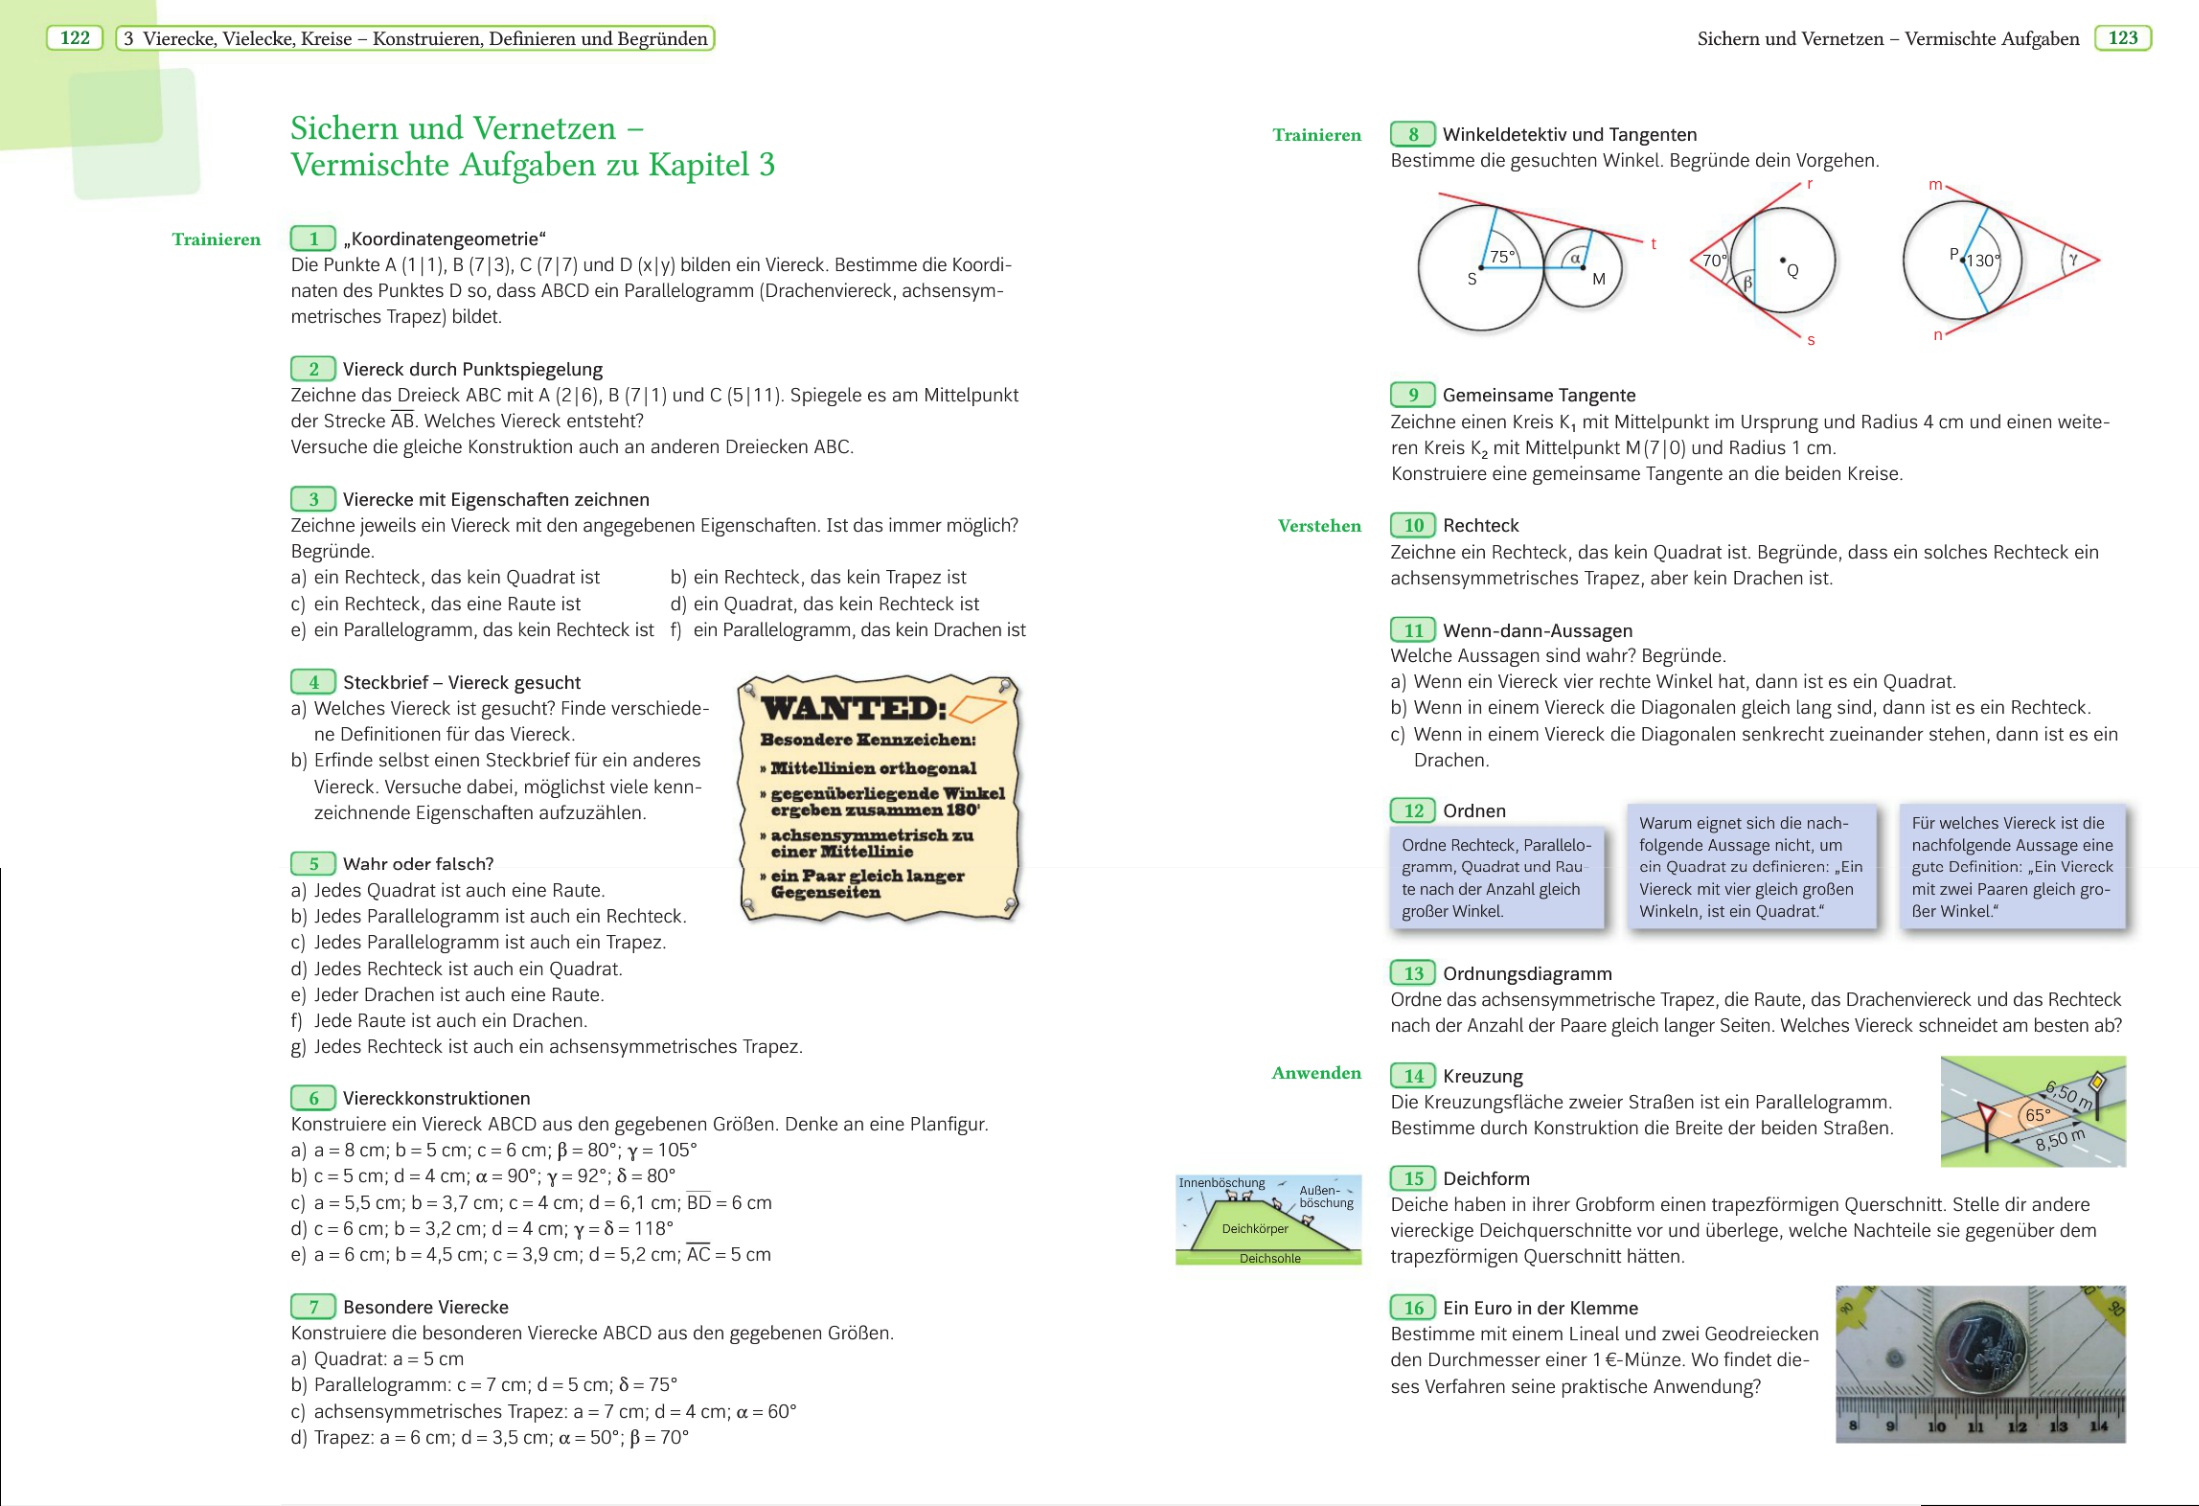 122 3 Vierecke, Vielecke, Kreise – Konstruieren, Definieren und Begründen
Sichern und Vernetzen –
Vermischte Aufgaben zu Kapitel 3
Trainieren
1 „Koordinatengeometrie“
Die Punkte A (1|1), B (7|3), C (7|7) und D (x|y) bilden ein Viereck. Bestimme die Koordi-
naten des Punktes D so, dass ABCD ein Parallelogramm (Drachenviereck, achsensym-
metrisches Trapez) bildet.
2 Viereck durch Punktspiegelung
Zeichne das Dreieck ABC mit A (2|6), B (7|1) und C (5|11). Spiegele es am Mittelpunkt
der Strecke A̅B̅. Welches Viereck entsteht?
Versuche die gleiche Konstruktion auch an anderen Dreiecken ABC.
3 Vierecke mit Eigenschaften zeichnen
Zeichne jeweils ein Viereck mit den angegebenen Eigenschaften. Ist das immer möglich?
Begründe.
a) ein Rechteck, das kein Quadrat ist b) ein Rechteck, das kein Trapez ist
c) ein Rechteck, das eine Raute ist d) ein Quadrat, das kein Rechteck ist
e) ein Parallelogramm, das kein Rechteck ist f) ein Parallelogramm, das kein Drachen ist
4 Steckbrief – Viereck gesucht
a) Welches Viereck ist gesucht? Finde verschiede-
ne Definitionen für das Viereck.
b) Erfinde selbst einen Steckbrief für ein anderes
Viereck. Versuche dabei, möglichst viele kenn-
zeichnende Eigenschaften aufzuzählen.
WANTED:
Besondere Kennzeichen:
» Mittellinien orthogonal
» gegenüberliegende Winkel
ergeben zusammen 180°
» achsensymmetrisch zu
einer Mittellinie
» ein Paar gleich langer
Gegenseiten
5 Wahr oder falsch?
a) Jedes Quadrat ist auch eine Raute.
b) Jedes Parallelogramm ist auch ein Rechteck.
c) Jedes Parallelogramm ist auch ein Trapez.
d) Jedes Rechteck ist auch ein Quadrat.
e) Jeder Drachen ist auch eine Raute.
f) Jede Raute ist auch ein Drachen.
g) Jedes Rechteck ist auch ein achsensymmetrisches Trapez.
6 Viereckkonstruktionen
Konstruiere ein Viereck ABCD aus den gegebenen Größen. Denke an eine Planfigur.
a) a = 8 cm; b = 5 cm; c = 6 cm; β = 80°; γ = 105°
b) c = 5 cm; d = 4 cm; α = 90°; γ = 92°; δ = 80°
c) a = 5,5 cm; b = 3,7 cm; c = 4 cm; d = 6,1 cm; B̅D̅ = 6 cm
d) c = 6 cm; b = 3,2 cm; d = 4 cm; γ = δ = 118°
e) a = 6 cm; b = 4,5 cm; c = 3,9 cm; d = 5,2 cm; A̅C̅ = 5 cm
7 Besondere Vierecke
Konstruiere die besonderen Vierecke ABCD aus den gegebenen Größen.
a) Quadrat: a = 5 cm
b) Parallelogramm: c = 7 cm; d = 5 cm; δ = 75°
c) achsensymmetrisches Trapez: a = 7 cm; d = 4 cm; α = 60°
d) Trapez: a = 6 cm; d = 3,5 cm; α = 50°; β = 70°
Sichern und Vernetzen – Vermischte Aufgaben 123
Trainieren
8 Winkeldetektiv und Tangenten
Bestimme die gesuchten Winkel. Begründe dein Vorgehen.
S 75° α M t
r 70° β Q s
m P 130° γ n
9 Gemeinsame Tangente
Zeichne einen Kreis K₁ mit Mittelpunkt im Ursprung und Radius 4 cm und einen weite-
ren Kreis K₂ mit Mittelpunkt M (7|0) und Radius 1 cm.
Konstruiere eine gemeinsame Tangente an die beiden Kreise.
Verstehen
10 Rechteck
Zeichne ein Rechteck, das kein Quadrat ist. Begründe, dass ein solches Rechteck ein
achsensymmetrisches Trapez, aber kein Drachen ist.
11 Wenn-dann-Aussagen
Welche Aussagen sind wahr? Begründe.
a) Wenn ein Viereck vier rechte Winkel hat, dann ist es ein Quadrat.
b) Wenn in einem Viereck die Diagonalen gleich lang sind, dann ist es ein Rechteck.
c) Wenn in einem Viereck die Diagonalen senkrecht zueinander stehen, dann ist es ein
Drachen.
12 Ordnen
Ordne Rechteck, Parallelo-
gramm, Quadrat und Rau-
te nach der Anzahl gleich
großer Winkel.
Warum eignet sich die nach-
folgende Aussage nicht, um
ein Quadrat zu definieren: „Ein
Viereck mit vier gleich großen
Winkeln, ist ein Quadrat.“
Für welches Viereck ist die
nachfolgende Aussage eine
gute Definition: „Ein Viereck
mit zwei Paaren gleich gro-
ßer Winkel.“
13 Ordnungsdiagramm
Ordne das achsensymmetrische Trapez, die Raute, das Drachenviereck und das Rechteck
nach der Anzahl der Paare gleich langer Seiten. Welches Viereck schneidet am besten ab?
Anwenden
14 Kreuzung
Die Kreuzungsfläche zweier Straßen ist ein Parallelogramm.
Bestimme durch Konstruktion die Breite der beiden Straßen.
6,50 m
65°
8,50 m
15 Deichform
Deiche haben in ihrer Grobform einen trapezförmigen Querschnitt. Stelle dir andere
viereckige Deichquerschnitte vor und überlege, welche Nachteile sie gegenüber dem
trapezförmigen Querschnitt hätten.
Innenböschung
Außen-
böschung
Deichkörper
Deichsohle
16 Ein Euro in der Klemme
Bestimme mit einem Lineal und zwei Geodreiecken
den Durchmesser einer 1 €-Münze. Wo findet die-
ses Verfahren seine praktische Anwendung?
90 90
1
8 9 10 11 12 13 14